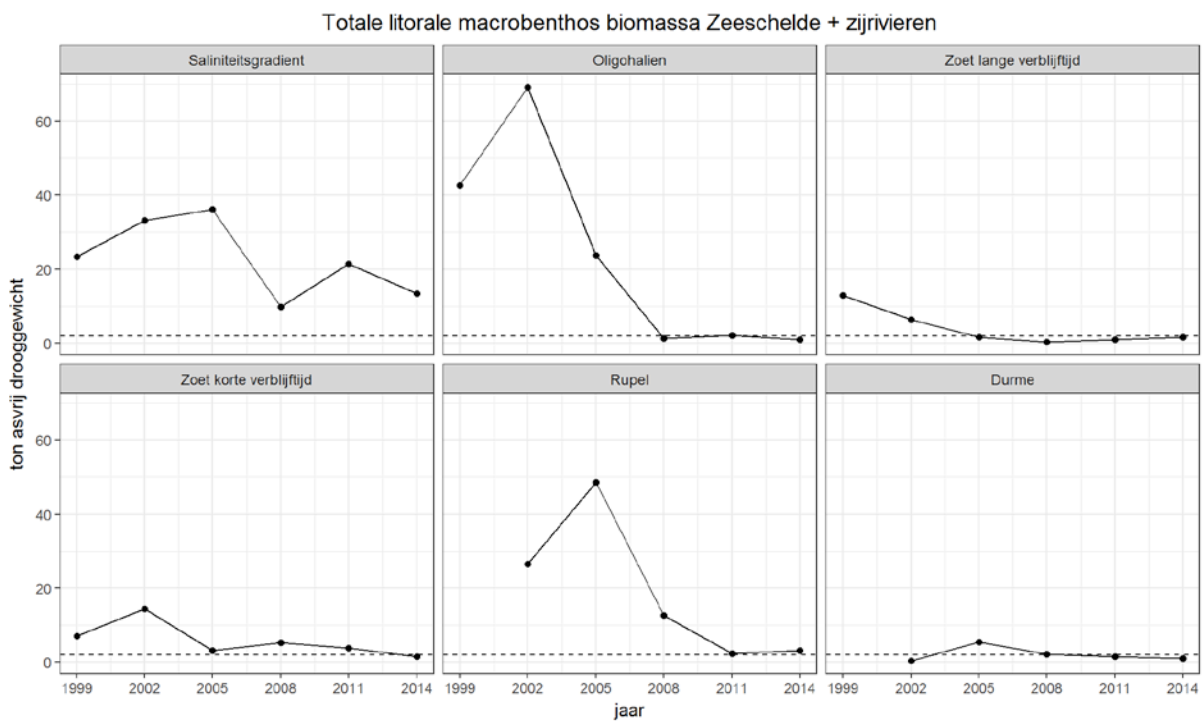 Totale litorale macrobenthos biomassa Zeeschelde + zijrivieren
Saliniteitsgradient Oligohalien Zoet lange verblijftijd
60
40
20
0
Zoet korte verblijftijd Rupel Durme
60
40
20
0
1999 2002 2005 2008 2011 2014 1999 2002 2005 2008 2011 2014 1999 2002 2005 2008 2011 2014
jaar
ton asvrij drooggewicht